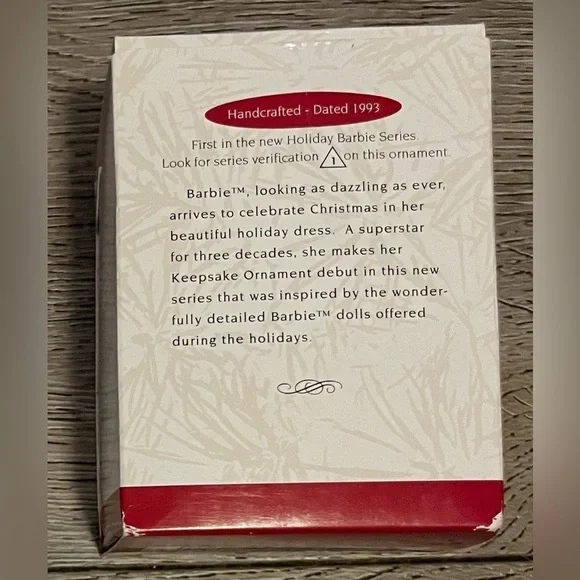 Handcrafted - Dated 1993
First in the new Holiday Barbie Series.
Look for series verification 1 on this ornament.
Barbie™, looking as dazzling as ever,
arrives to celebrate Christmas in her
beautiful holiday dress. A superstar
for three decades, she makes her
Keepsake Ornament debut in this new
series that was inspired by the wonder-
fully detailed Barbie™ dolls offered
during the holidays.